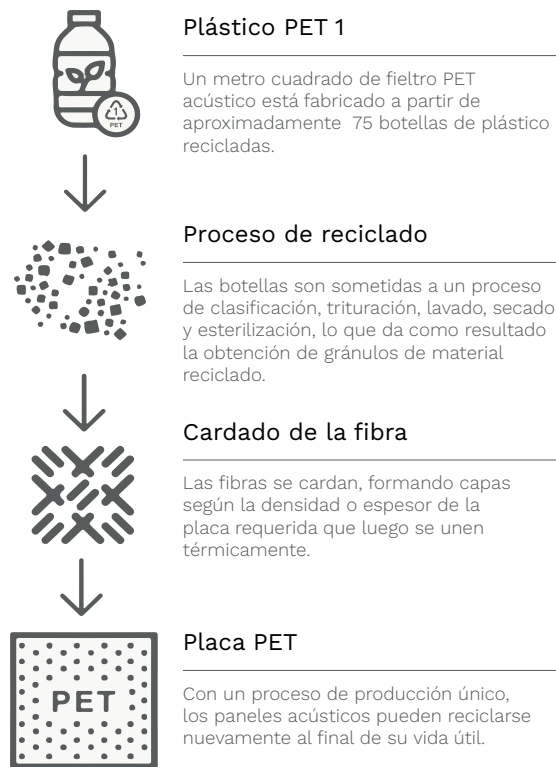 Plástico PET 1
Un metro cuadrado de fieltro PET
acústico está fabricado a partir de
aproximadamente 75 botellas de plástico
recicladas.
1
PET
Proceso de reciclado
Las botellas son sometidas a un proceso
de clasificación, trituración, lavado, secado
y esterilización, lo que da como resultado
la obtención de gránulos de material
reciclado.
Cardado de la fibra
Las fibras se cardan, formando capas
según la densidad o espesor de la
placa requerida que luego se unen
térmicamente.
Placa PET
PET
Con un proceso de producción único,
los paneles acústicos pueden reciclarse
nuevamente al final de su vida útil.